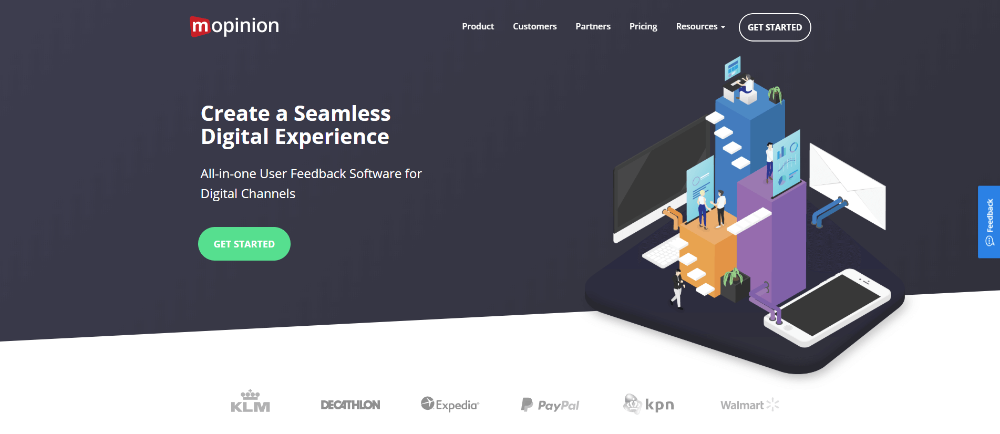 mopinion
Product Customers Partners Pricing Resources GET STARTED
Create a Seamless
Digital Experience
All-in-one User Feedback Software for
Digital Channels
GET STARTED
Feedback
KLM DECATHLON Expedia® PayPal kpn Walmart